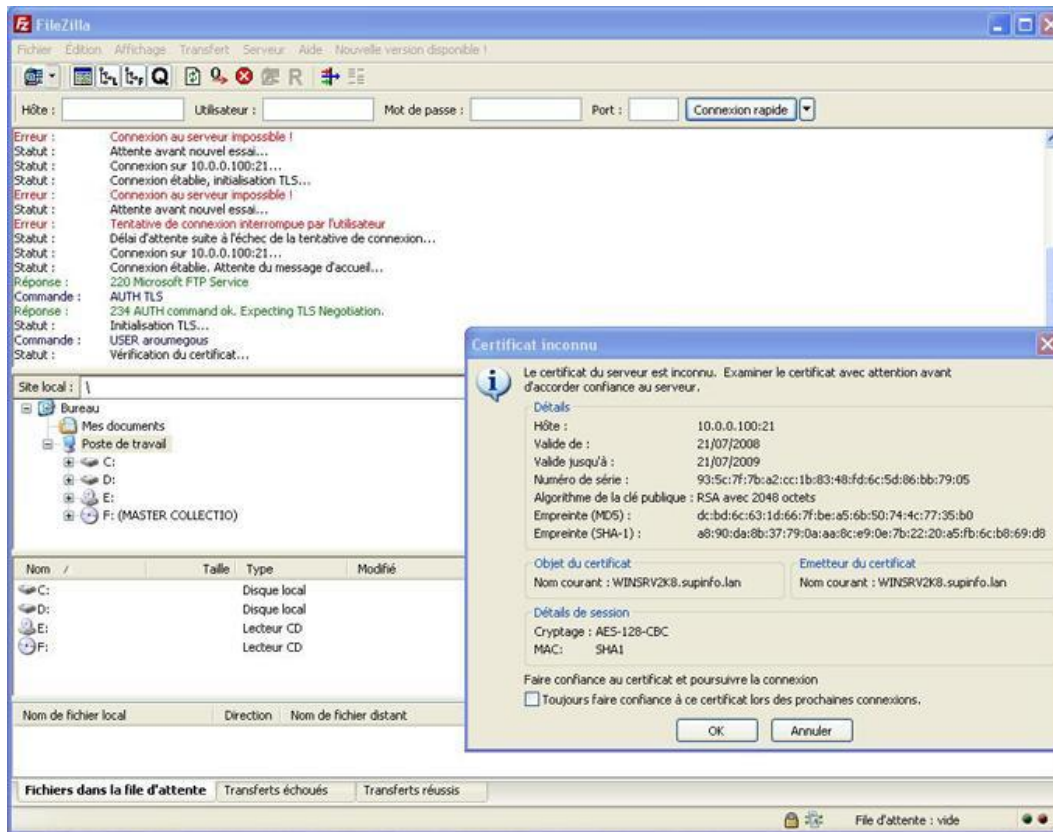 FileZilla
Fichier Édition Affichage Transfert Serveur Aide Nouvelle version disponible !
Hôte : Utilisateur : Mot de passe : Port : Connexion rapide
Erreur : Connexion au serveur impossible !
Statut : Attente avant nouvel essai...
Statut : Connexion sur 10.0.0.100:21...
Statut : Connexion établie, initialisation TLS...
Erreur : Connexion au serveur impossible !
Statut : Attente avant nouvel essai...
Erreur : Tentative de connexion interrompue par l'utilisateur
Statut : Délai d'attente suite à l'échec de la tentative de connexion...
Statut : Connexion sur 10.0.0.100:21...
Statut : Connexion établie. Attente du message d'accueil...
Réponse : 220 Microsoft FTP Service
Commande : AUTH TLS
Réponse : 234 AUTH command ok. Expecting TLS Negotiation.
Statut : Initialisation TLS...
Commande : USER aroumegous
Statut : Vérification du certificat...
Site local : \
Bureau
Mes documents
Poste de travail
C:
D:
E:
F: (MASTER COLLECTIO)
Nom / Taille Type Modifié
C: Disque local
D: Disque local
E: Lecteur CD
F: Lecteur CD
Nom de fichier local Direction Nom de fichier distant
Certificat inconnu
Le certificat du serveur est inconnu. Examiner le certificat avec attention avant
d'accorder confiance au serveur.
Détails
Hôte : 10.0.0.100:21
Valide de : 21/07/2008
Valide jusqu'à : 21/07/2009
Numéro de série : 93:5c:7f:7b:a2:cc:1b:83:48:fd:6c:5d:86:bb:79:05
Algorithme de la clé publique : RSA avec 2048 octets
Empreinte (MD5) : dc:bd:6c:63:1d:66:7f:be:a5:6b:50:74:4c:77:35:b0
Empreinte (SHA-1) : a8:90:da:8b:37:79:0a:aa:8c:e9:0e:7b:22:20:a5:fb:6c:b8:69:d8
Objet du certificat
Nom courant : WINSRV2K8.supinfo.lan
Emetteur du certificat
Nom courant : WINSRV2K8.supinfo.lan
Détails de session
Cryptage : AES-128-CBC
MAC: SHA1
Faire confiance au certificat et poursuivre la connexion
Toujours faire confiance à ce certificat lors des prochaines connexions.
OK Annuler
Fichiers dans la file d'attente Transferts échoués Transferts réussis
File d'attente : vide